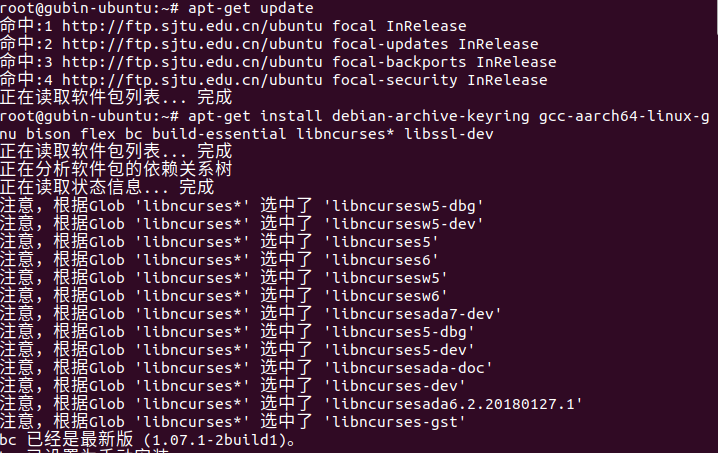 root@gubin-ubuntu:~# apt-get update
命中:1 http://ftp.sjtu.edu.cn/ubuntu focal InRelease
命中:2 http://ftp.sjtu.edu.cn/ubuntu focal-updates InRelease
命中:3 http://ftp.sjtu.edu.cn/ubuntu focal-backports InRelease
命中:4 http://ftp.sjtu.edu.cn/ubuntu focal-security InRelease
正在读取软件包列表... 完成
root@gubin-ubuntu:~# apt-get install debian-archive-keyring gcc-aarch64-linux-g
nu bison flex bc build-essential libncurses* libssl-dev
正在读取软件包列表... 完成
正在分析软件包的依赖关系树
正在读取状态信息... 完成
注意，根据Glob 'libncurses*' 选中了 'libncursesw5-dbg'
注意，根据Glob 'libncurses*' 选中了 'libncursesw5-dev'
注意，根据Glob 'libncurses*' 选中了 'libncurses5'
注意，根据Glob 'libncurses*' 选中了 'libncurses6'
注意，根据Glob 'libncurses*' 选中了 'libncursesw5'
注意，根据Glob 'libncurses*' 选中了 'libncursesw6'
注意，根据Glob 'libncurses*' 选中了 'libncursesada7-dev'
注意，根据Glob 'libncurses*' 选中了 'libncurses5-dbg'
注意，根据Glob 'libncurses*' 选中了 'libncurses5-dev'
注意，根据Glob 'libncurses*' 选中了 'libncursesada-doc'
注意，根据Glob 'libncurses*' 选中了 'libncurses-dev'
注意，根据Glob 'libncurses*' 选中了 'libncursesada6.2.20180127.1'
注意，根据Glob 'libncurses*' 选中了 'libncurses-gst'
bc 已经是最新版 (1.07.1-2build1)。